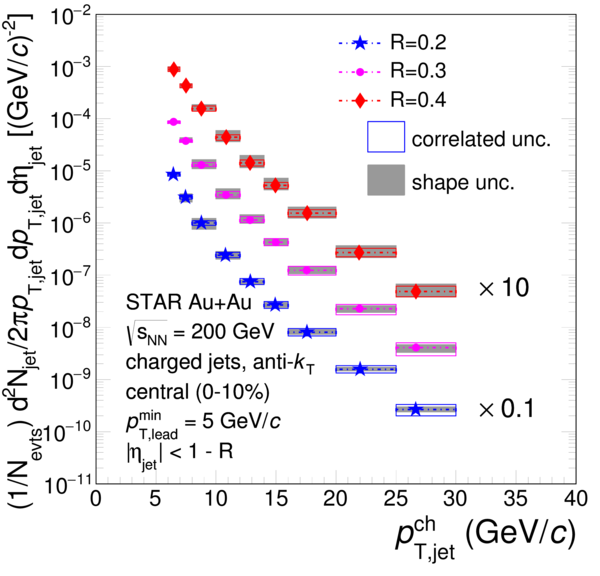 (1/N_evts) d²N_jet/2πp_T,jet dp_T,jet dη_jet [(GeV/c)⁻²]
10⁻²
10⁻³
10⁻⁴
10⁻⁵
10⁻⁶
10⁻⁷
10⁻⁸
10⁻⁹
10⁻¹⁰
10⁻¹¹
R=0.2
R=0.3
R=0.4
correlated unc.
shape unc.
× 10
× 0.1
STAR Au+Au
√s_NN = 200 GeV
charged jets, anti-k_T
central (0-10%)
p_T,lead^min = 5 GeV/c
|η_jet| < 1 - R
0 5 10 15 20 25 30 35 40
p_T,jet^ch (GeV/c)